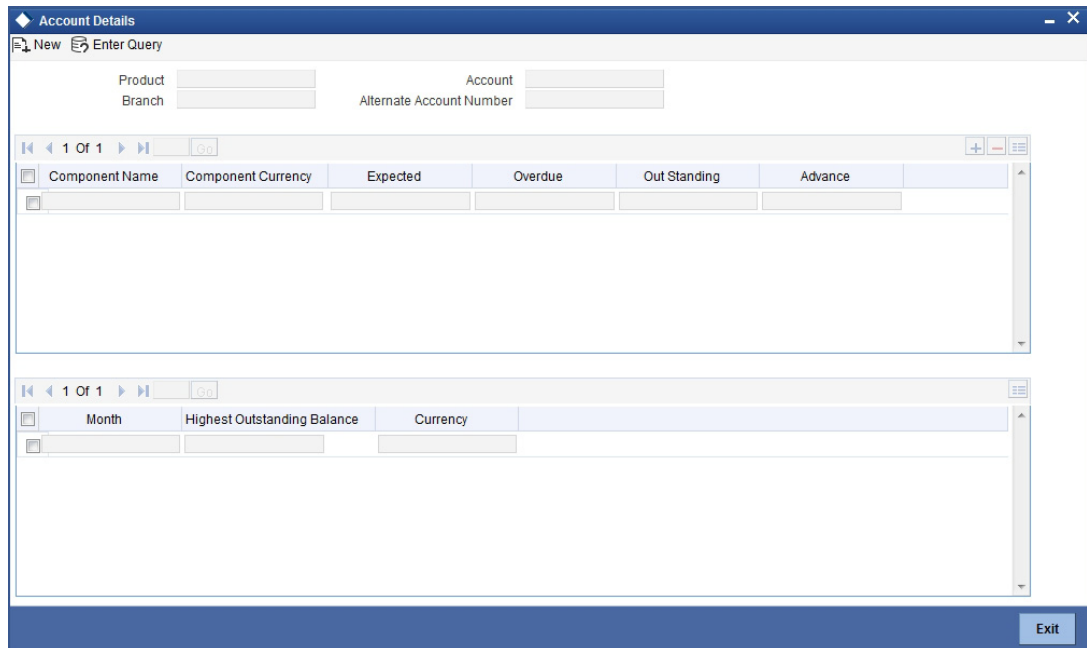 Account Details
New Enter Query
Product Account
Branch Alternate Account Number
1 Of 1 Go
Component Name Component Currency Expected Overdue Out Standing Advance
1 Of 1 Go
Month Highest Outstanding Balance Currency
Exit